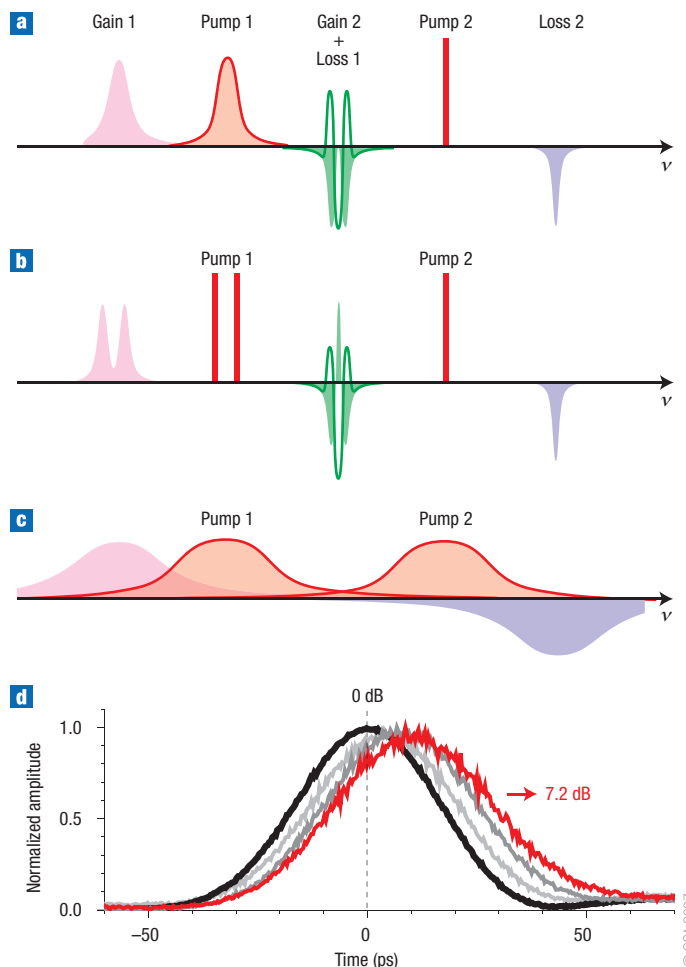 a
Gain 1
Pump 1
Gain 2
+
Loss 1
Pump 2
Loss 2
ν
b
Pump 1
Pump 2
ν
c
Pump 1
Pump 2
ν
d
0 dB
1.0
0.5
0.0
Normalized amplitude
7.2 dB
–50
0
50
Time (ps)